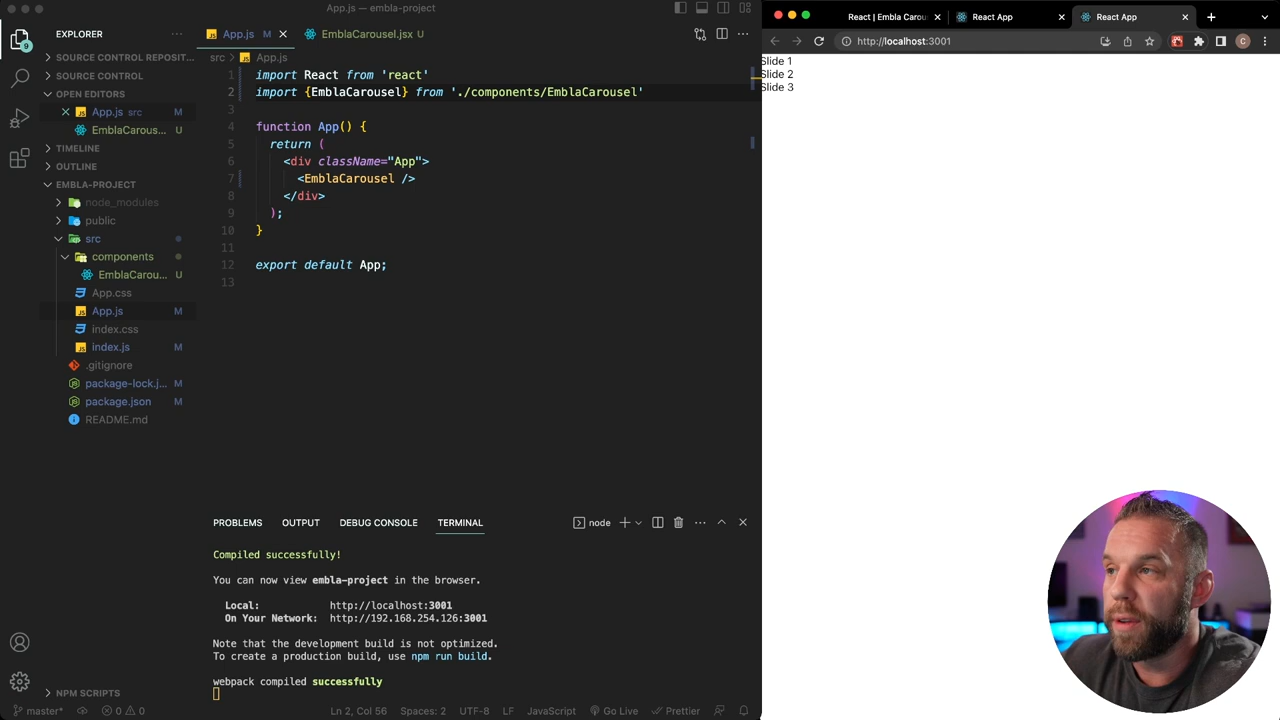 App.js — embla-project
EXPLORER
SOURCE CONTROL REPOSIT...
SOURCE CONTROL
OPEN EDITORS
App.js src M
EmblaCarous... U
TIMELINE
OUTLINE
EMBLA-PROJECT
node_modules
public
src
components
EmblaCarou... U
App.css
App.js M
index.css
index.js M
.gitignore
package-lock.j... M
package.json M
README.md
NPM SCRIPTS
App.js M
EmblaCarousel.jsx U
src > App.js
1 import React from 'react'
2 import {EmblaCarousel} from './components/EmblaCarousel'
3
4 function App() {
5 return (
6 <div className="App">
7 <EmblaCarousel />
8 </div>
9 );
10 }
11
12 export default App;
13
PROBLEMS OUTPUT DEBUG CONSOLE TERMINAL
node
Compiled successfully!
You can now view embla-project in the browser.
Local: http://localhost:3001
On Your Network: http://192.168.254.126:3001
Note that the development build is not optimized.
To create a production build, use npm run build.
webpack compiled successfully
master* 0 0 Ln 2, Col 56 Spaces: 2 UTF-8 LF JavaScript Go Live Prettier
React | Embla Carou
React App
React App
http://localhost:3001
C
Slide 1
Slide 2
Slide 3